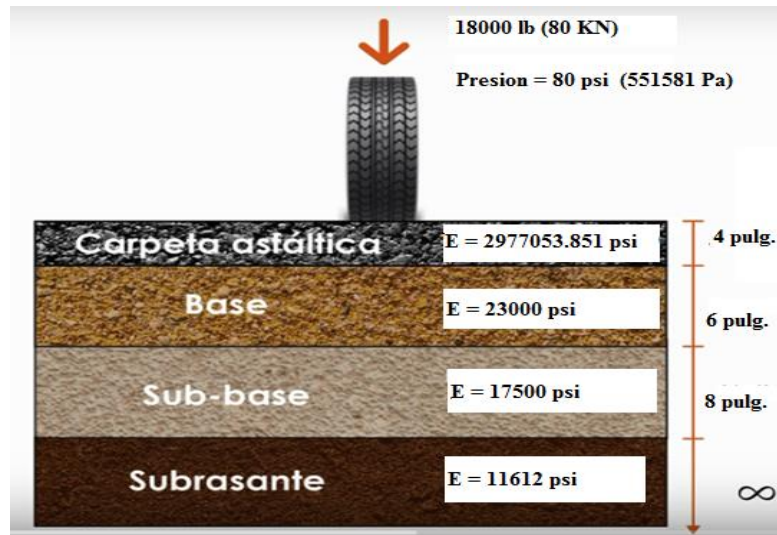 18000 lb (80 KN)
Presion = 80 psi (551581 Pa)
Carpeta asfáltica
E = 2977053.851 psi
4 pulg.
Base
E = 23000 psi
6 pulg.
Sub-base
E = 17500 psi
8 pulg.
Subrasante
E = 11612 psi
∞